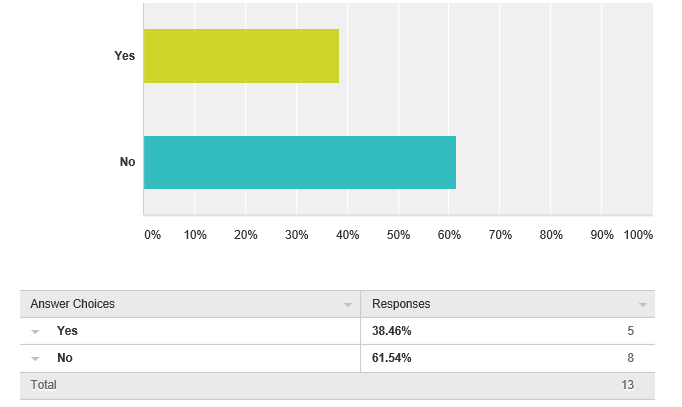 Yes
No
0% 10% 20% 30% 40% 50% 60% 70% 80% 90% 100%
Answer Choices Responses
Yes 38.46% 5
No 61.54% 8
Total 13